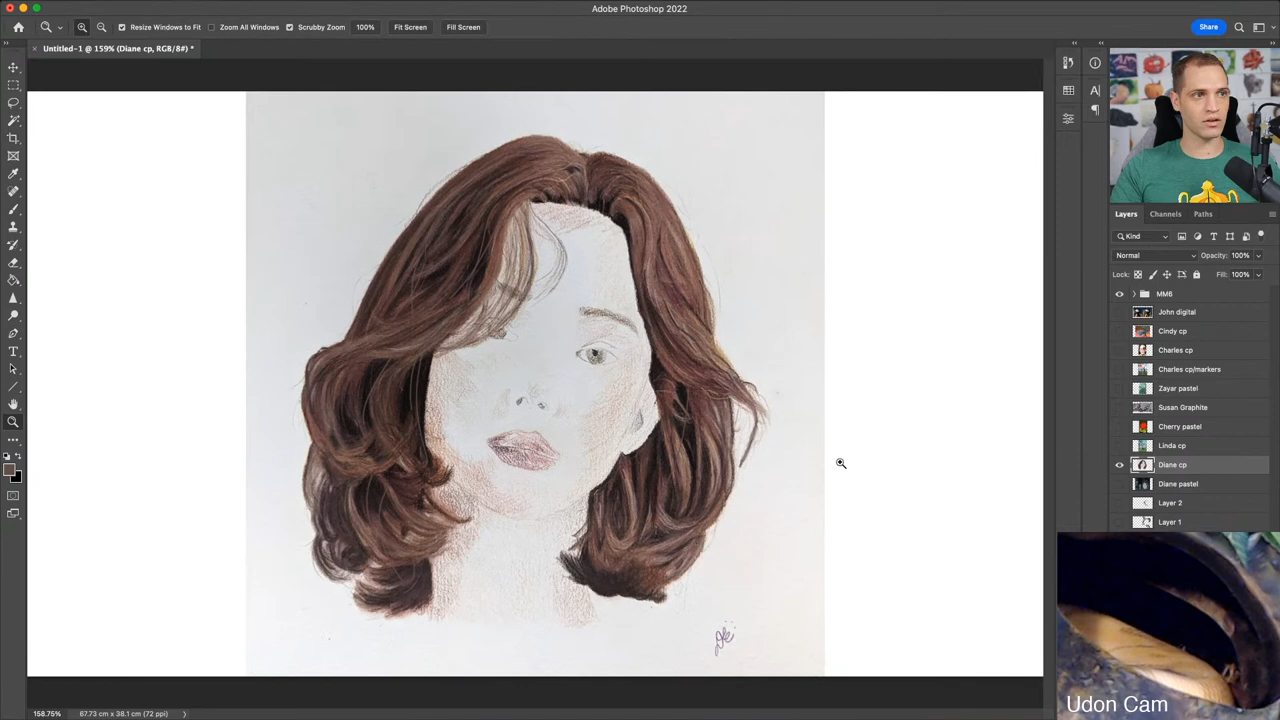 Adobe Photoshop 2022
Resize Windows to Fit
Zoom All Windows
Scrubby Zoom
100%
Fit Screen
Fill Screen
Share
Untitled-1 @ 159% (Diane cp, RGB/8#) *
Layers
Channels
Paths
Kind
Normal
Opacity: 100%
Lock:
Fill: 100%
MM6
John digital
Cindy cp
Charles cp
Charles cp/markers
Zayar pastel
Susan Graphite
Cherry pastel
Linda cp
Diane cp
Diane pastel
Layer 2
Layer 1
Udon Cam
158.75%
67.73 cm x 38.1 cm (72 ppi)